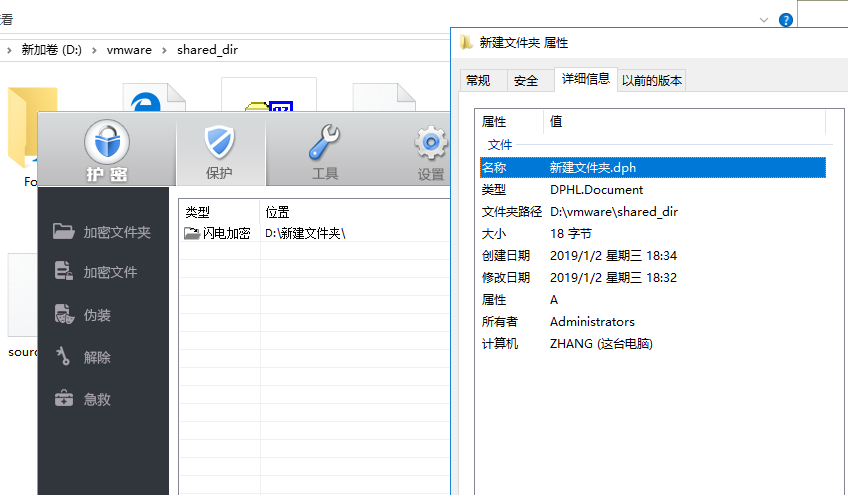 看
新加卷 (D:) › vmware › shared_dir
Fo
sourc
护密
保护
工具
设置
加密文件夹
加密文件
伪装
解除
急救
类型 位置
闪电加密 D:\新建文件夹\
新建文件夹 属性
常规 安全 详细信息 以前的版本
属性 值
文件
名称 新建文件夹.dph
类型 DPHL.Document
文件夹路径 D:\vmware\shared_dir
大小 18 字节
创建日期 2019/1/2 星期三 18:34
修改日期 2019/1/2 星期三 18:32
属性 A
所有者 Administrators
计算机 ZHANG (这台电脑)